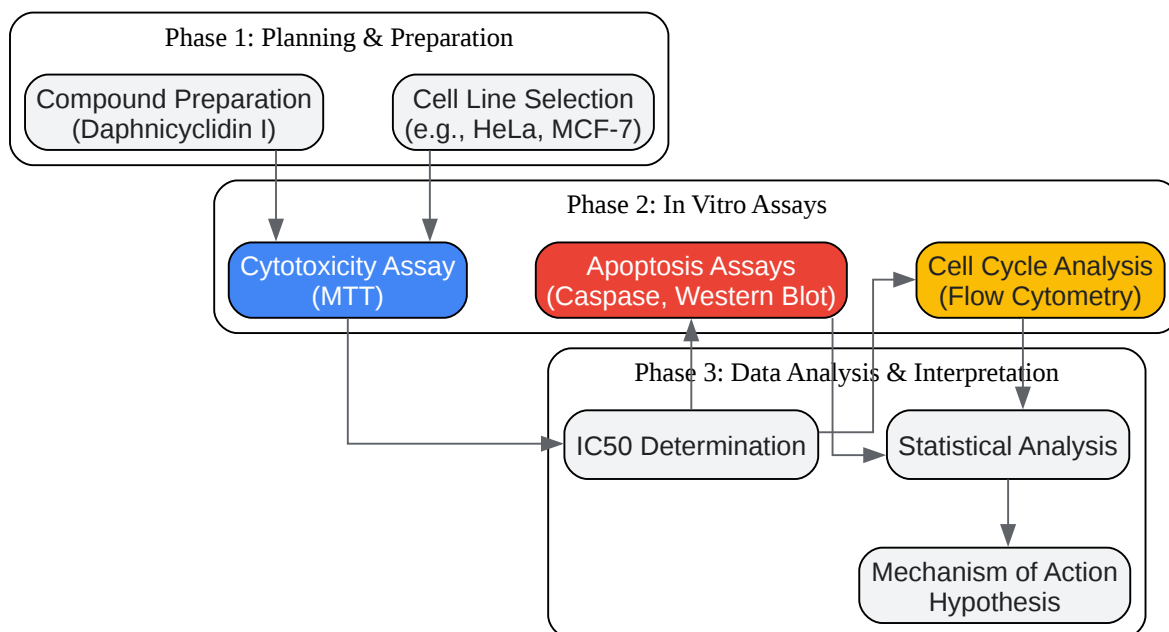 Phase 1: Planning & Preparation
Compound Preparation
(Daphnicyclidin I)
Cell Line Selection
(e.g., HeLa, MCF-7)
Phase 2: In Vitro Assays
Cytotoxicity Assay
(MTT)
Apoptosis Assays
(Caspase, Western Blot)
Cell Cycle Analysis
(Flow Cytometry)
Phase 3: Data Analysis & Interpretation
IC50 Determination
Statistical Analysis
Mechanism of Action
Hypothesis